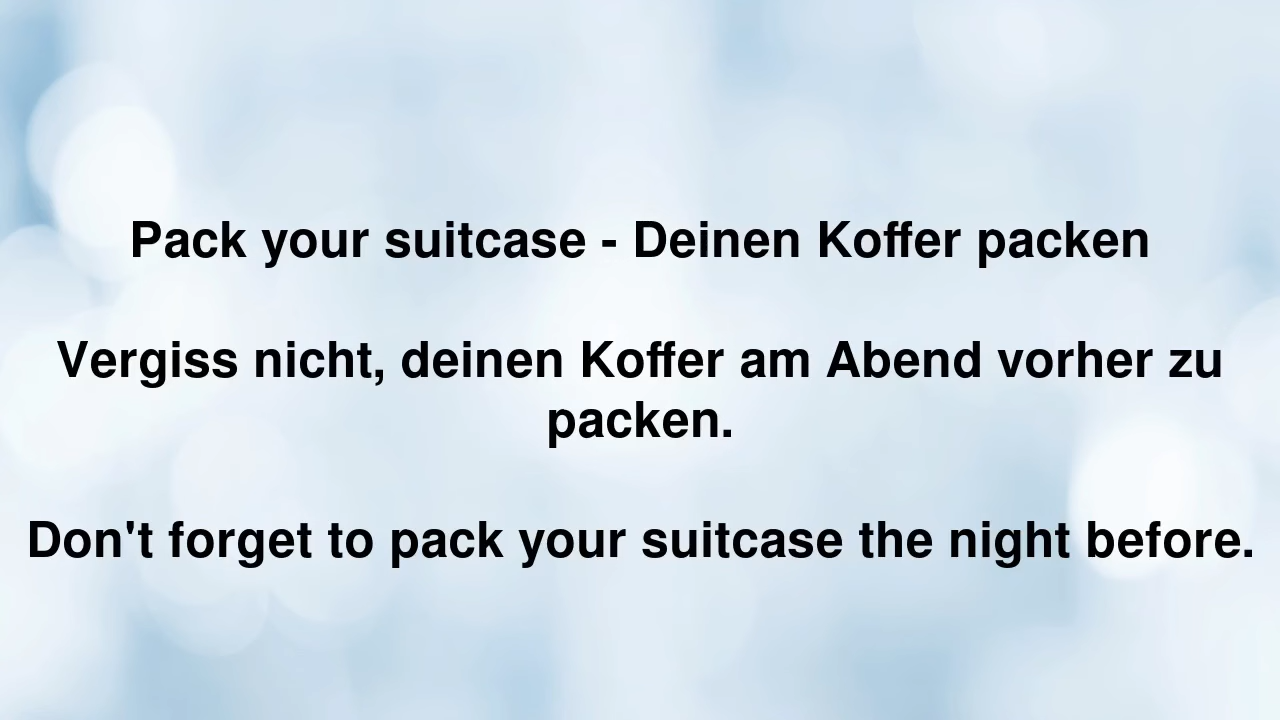 Pack your suitcase - Deinen Koffer packen
Vergiss nicht, deinen Koffer am Abend vorher zu
packen.
Don't forget to pack your suitcase the night before.